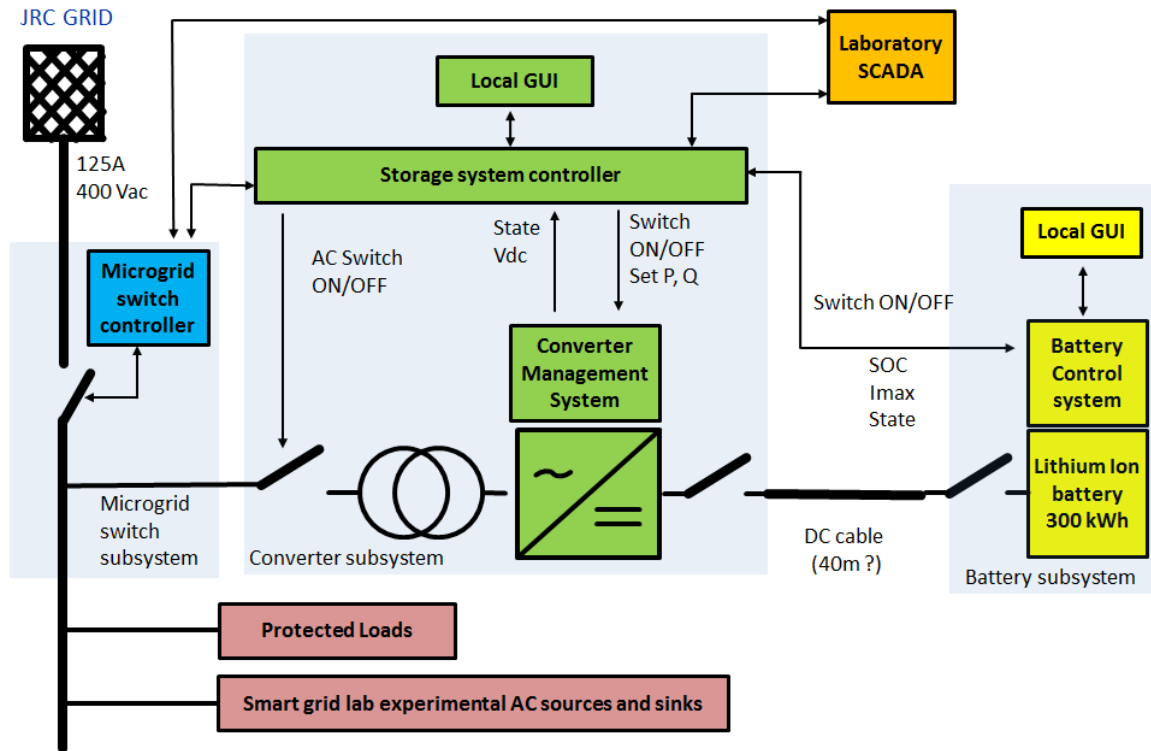 JRC GRID
Laboratory
SCADA
Local GUI
125A
400 Vac
Storage system controller
State
Vdc
Switch
ON/OFF
Set P, Q
Local GUI
AC Switch
ON/OFF
Microgrid
switch
controller
Switch ON/OFF
Converter
Management
System
SOC
Imax
State
Battery
Control
system
Lithium Ion
battery
300 kWh
Microgrid
switch
subsystem
Converter subsystem
DC cable
(40m ?)
Battery subsystem
Protected Loads
Smart grid lab experimental AC sources and sinks